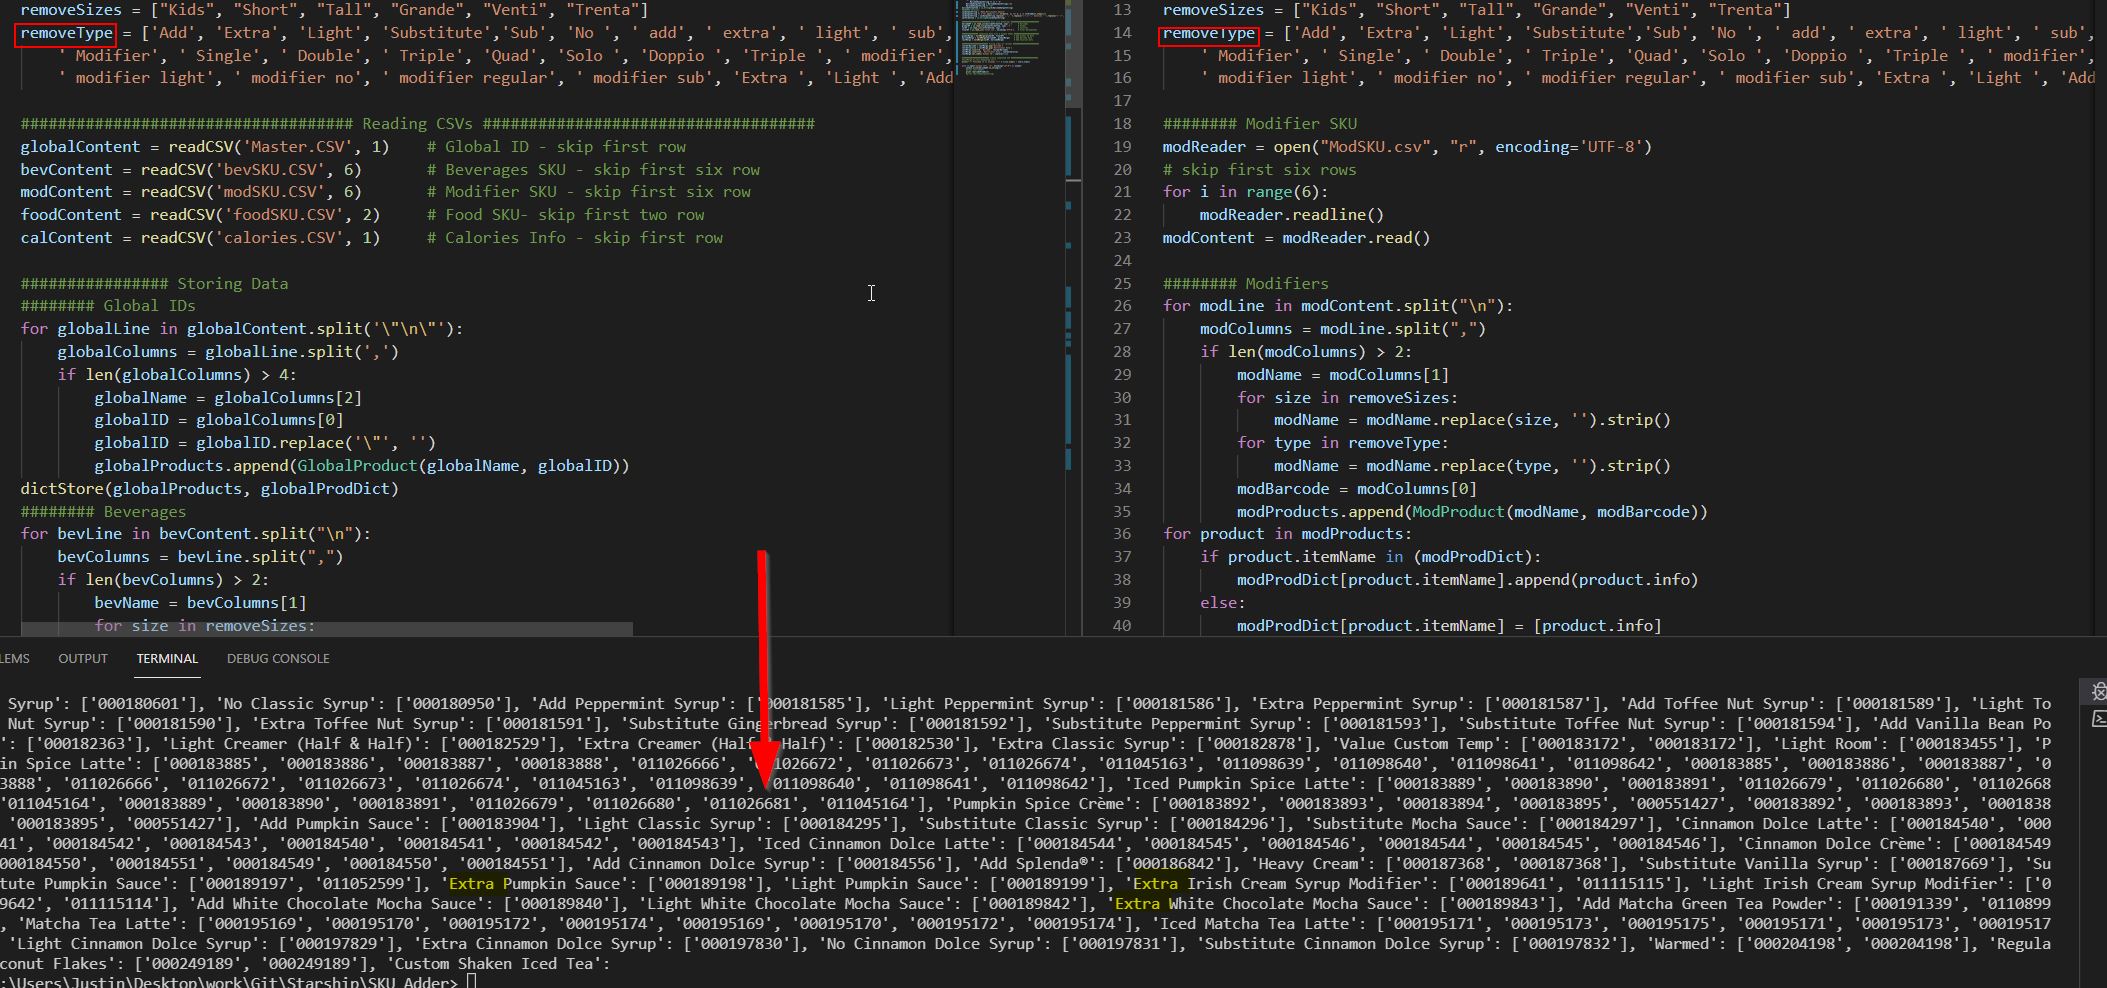 removeSizes = ["Kids", "Short", "Tall", "Grande", "Venti", "Trenta"]
removeType = ['Add', 'Extra', 'Light', 'Substitute','Sub', 'No ', ' add', ' extra', ' light', ' sub',
' Modifier', ' Single', ' Double', ' Triple', 'Quad', 'Solo ', 'Doppio ', 'Triple ', ' modifier',
' modifier light', ' modifier no', ' modifier regular', ' modifier sub', 'Extra ', 'Light ', 'Add
#################################### Reading CSVs ####################################
globalContent = readCSV('Master.CSV', 1) # Global ID - skip first row
bevContent = readCSV('bevSKU.CSV', 6) # Beverages SKU - skip first six row
modContent = readCSV('modSKU.CSV', 6) # Modifier SKU - skip first six row
foodContent = readCSV('foodSKU.CSV', 2) # Food SKU- skip first two row
calContent = readCSV('calories.CSV', 1) # Calories Info - skip first row
################ Storing Data
######## Global IDs
for globalLine in globalContent.split('\"\n\"'):
globalColumns = globalLine.split(',')
if len(globalColumns) > 4:
globalName = globalColumns[2]
globalID = globalColumns[0]
globalID = globalID.replace('\"', '')
globalProducts.append(GlobalProduct(globalName, globalID))
dictStore(globalProducts, globalProdDict)
######## Beverages
for bevLine in bevContent.split("\n"):
bevColumns = bevLine.split(",")
if len(bevColumns) > 2:
bevName = bevColumns[1]
for size in removeSizes:
13 removeSizes = ["Kids", "Short", "Tall", "Grande", "Venti", "Trenta"]
14 removeType = ['Add', 'Extra', 'Light', 'Substitute','Sub', 'No ', ' add', ' extra', ' light', ' sub',
15 ' Modifier', ' Single', ' Double', ' Triple', 'Quad', 'Solo ', 'Doppio ', 'Triple ', ' modifier',
16 ' modifier light', ' modifier no', ' modifier regular', ' modifier sub', 'Extra ', 'Light ', 'Add
17
18 ######## Modifier SKU
19 modReader = open("ModSKU.csv", "r", encoding='UTF-8')
20 # skip first six rows
21 for i in range(6):
22 modReader.readline()
23 modContent = modReader.read()
24
25 ######## Modifiers
26 for modLine in modContent.split("\n"):
27 modColumns = modLine.split(",")
28 if len(modColumns) > 2:
29 modName = modColumns[1]
30 for size in removeSizes:
31 modName = modName.replace(size, '').strip()
32 for type in removeType:
33 modName = modName.replace(type, '').strip()
34 modBarcode = modColumns[0]
35 modProducts.append(ModProduct(modName, modBarcode))
36 for product in modProducts:
37 if product.itemName in (modProdDict):
38 modProdDict[product.itemName].append(product.info)
39 else:
40 modProdDict[product.itemName] = [product.info]
LEMS OUTPUT TERMINAL DEBUG CONSOLE
Syrup': ['000180601'], 'No Classic Syrup': ['000180950'], 'Add Peppermint Syrup': ['000181585'], 'Light Peppermint Syrup': ['000181586'], 'Extra Peppermint Syrup': ['000181587'], 'Add Toffee Nut Syrup': ['000181589'], 'Light To
Nut Syrup': ['000181590'], 'Extra Toffee Nut Syrup': ['000181591'], 'Substitute Gingerbread Syrup': ['000181592'], 'Substitute Peppermint Syrup': ['000181593'], 'Substitute Toffee Nut Syrup': ['000181594'], 'Add Vanilla Bean Po
': ['000182363'], 'Light Creamer (Half & Half)': ['000182529'], 'Extra Creamer (Half & Half)': ['000182530'], 'Extra Classic Syrup': ['000182878'], 'Value Custom Temp': ['000183172', '000183172'], 'Light Room': ['000183455'], 'P
in Spice Latte': ['000183885', '000183886', '000183887', '000183888', '011026666', '011026672', '011026673', '011026674', '011045163', '011098639', '011098640', '011098641', '011098642', '000183885', '000183886', '000183887', '0
3888', '011026666', '011026672', '011026673', '011026674', '011045163', '011098639', '011098640', '011098641', '011098642'], 'Iced Pumpkin Spice Latte': ['000183889', '000183890', '000183891', '011026679', '011026680', '01102668
'011045164', '000183889', '000183890', '000183891', '011026679', '011026680', '011026681', '011045164'], 'Pumpkin Spice Crème': ['000183892', '000183893', '000183894', '000183895', '000551427', '000183892', '000183893', '0001838
'000183895', '000551427'], 'Add Pumpkin Sauce': ['000183904'], 'Light Classic Syrup': ['000184295'], 'Substitute Classic Syrup': ['000184296'], 'Substitute Mocha Sauce': ['000184297'], 'Cinnamon Dolce Latte': ['000184540', '000
41', '000184542', '000184543', '000184540', '000184541', '000184542', '000184543'], 'Iced Cinnamon Dolce Latte': ['000184544', '000184545', '000184546', '000184544', '000184545', '000184546'], 'Cinnamon Dolce Crème': ['000184549
000184550', '000184551', '000184549', '000184550', '000184551'], 'Add Cinnamon Dolce Syrup': ['000184556'], 'Add Splenda®': ['000186842'], 'Heavy Cream': ['000187368', '000187368'], 'Substitute Vanilla Syrup': ['000187669'], 'Su
tute Pumpkin Sauce': ['000189197', '011052599'], 'Extra Pumpkin Sauce': ['000189198'], 'Light Pumpkin Sauce': ['000189199'], 'Extra Irish Cream Syrup Modifier': ['000189641', '011115115'], 'Light Irish Cream Syrup Modifier': ['0
9642', '011115114'], 'Add White Chocolate Mocha Sauce': ['000189840'], 'Light White Chocolate Mocha Sauce': ['000189842'], 'Extra White Chocolate Mocha Sauce': ['000189843'], 'Add Matcha Green Tea Powder': ['000191339', '0110899
, 'Matcha Tea Latte': ['000195169', '000195170', '000195172', '000195174', '000195169', '000195170', '000195172', '000195174'], 'Iced Matcha Tea Latte': ['000195171', '000195173', '000195175', '000195171', '000195173', '00019517
'Light Cinnamon Dolce Syrup': ['000197829'], 'Extra Cinnamon Dolce Syrup': ['000197830'], 'No Cinnamon Dolce Syrup': ['000197831'], 'Substitute Cinnamon Dolce Syrup': ['000197832'], 'Warmed': ['000204198', '000204198'], 'Regula
conut Flakes': ['000249189', '000249189'], 'Custom Shaken Iced Tea':
:\Users\Justin\Desktop\work\Git\Starship\SKU Adder>